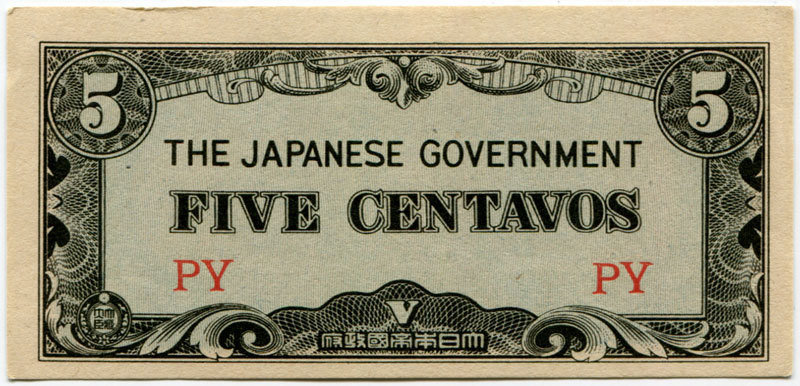 5 5
THE JAPANESE GOVERNMENT
FIVE CENTAVOS
PY PY
V
大日本帝國政府